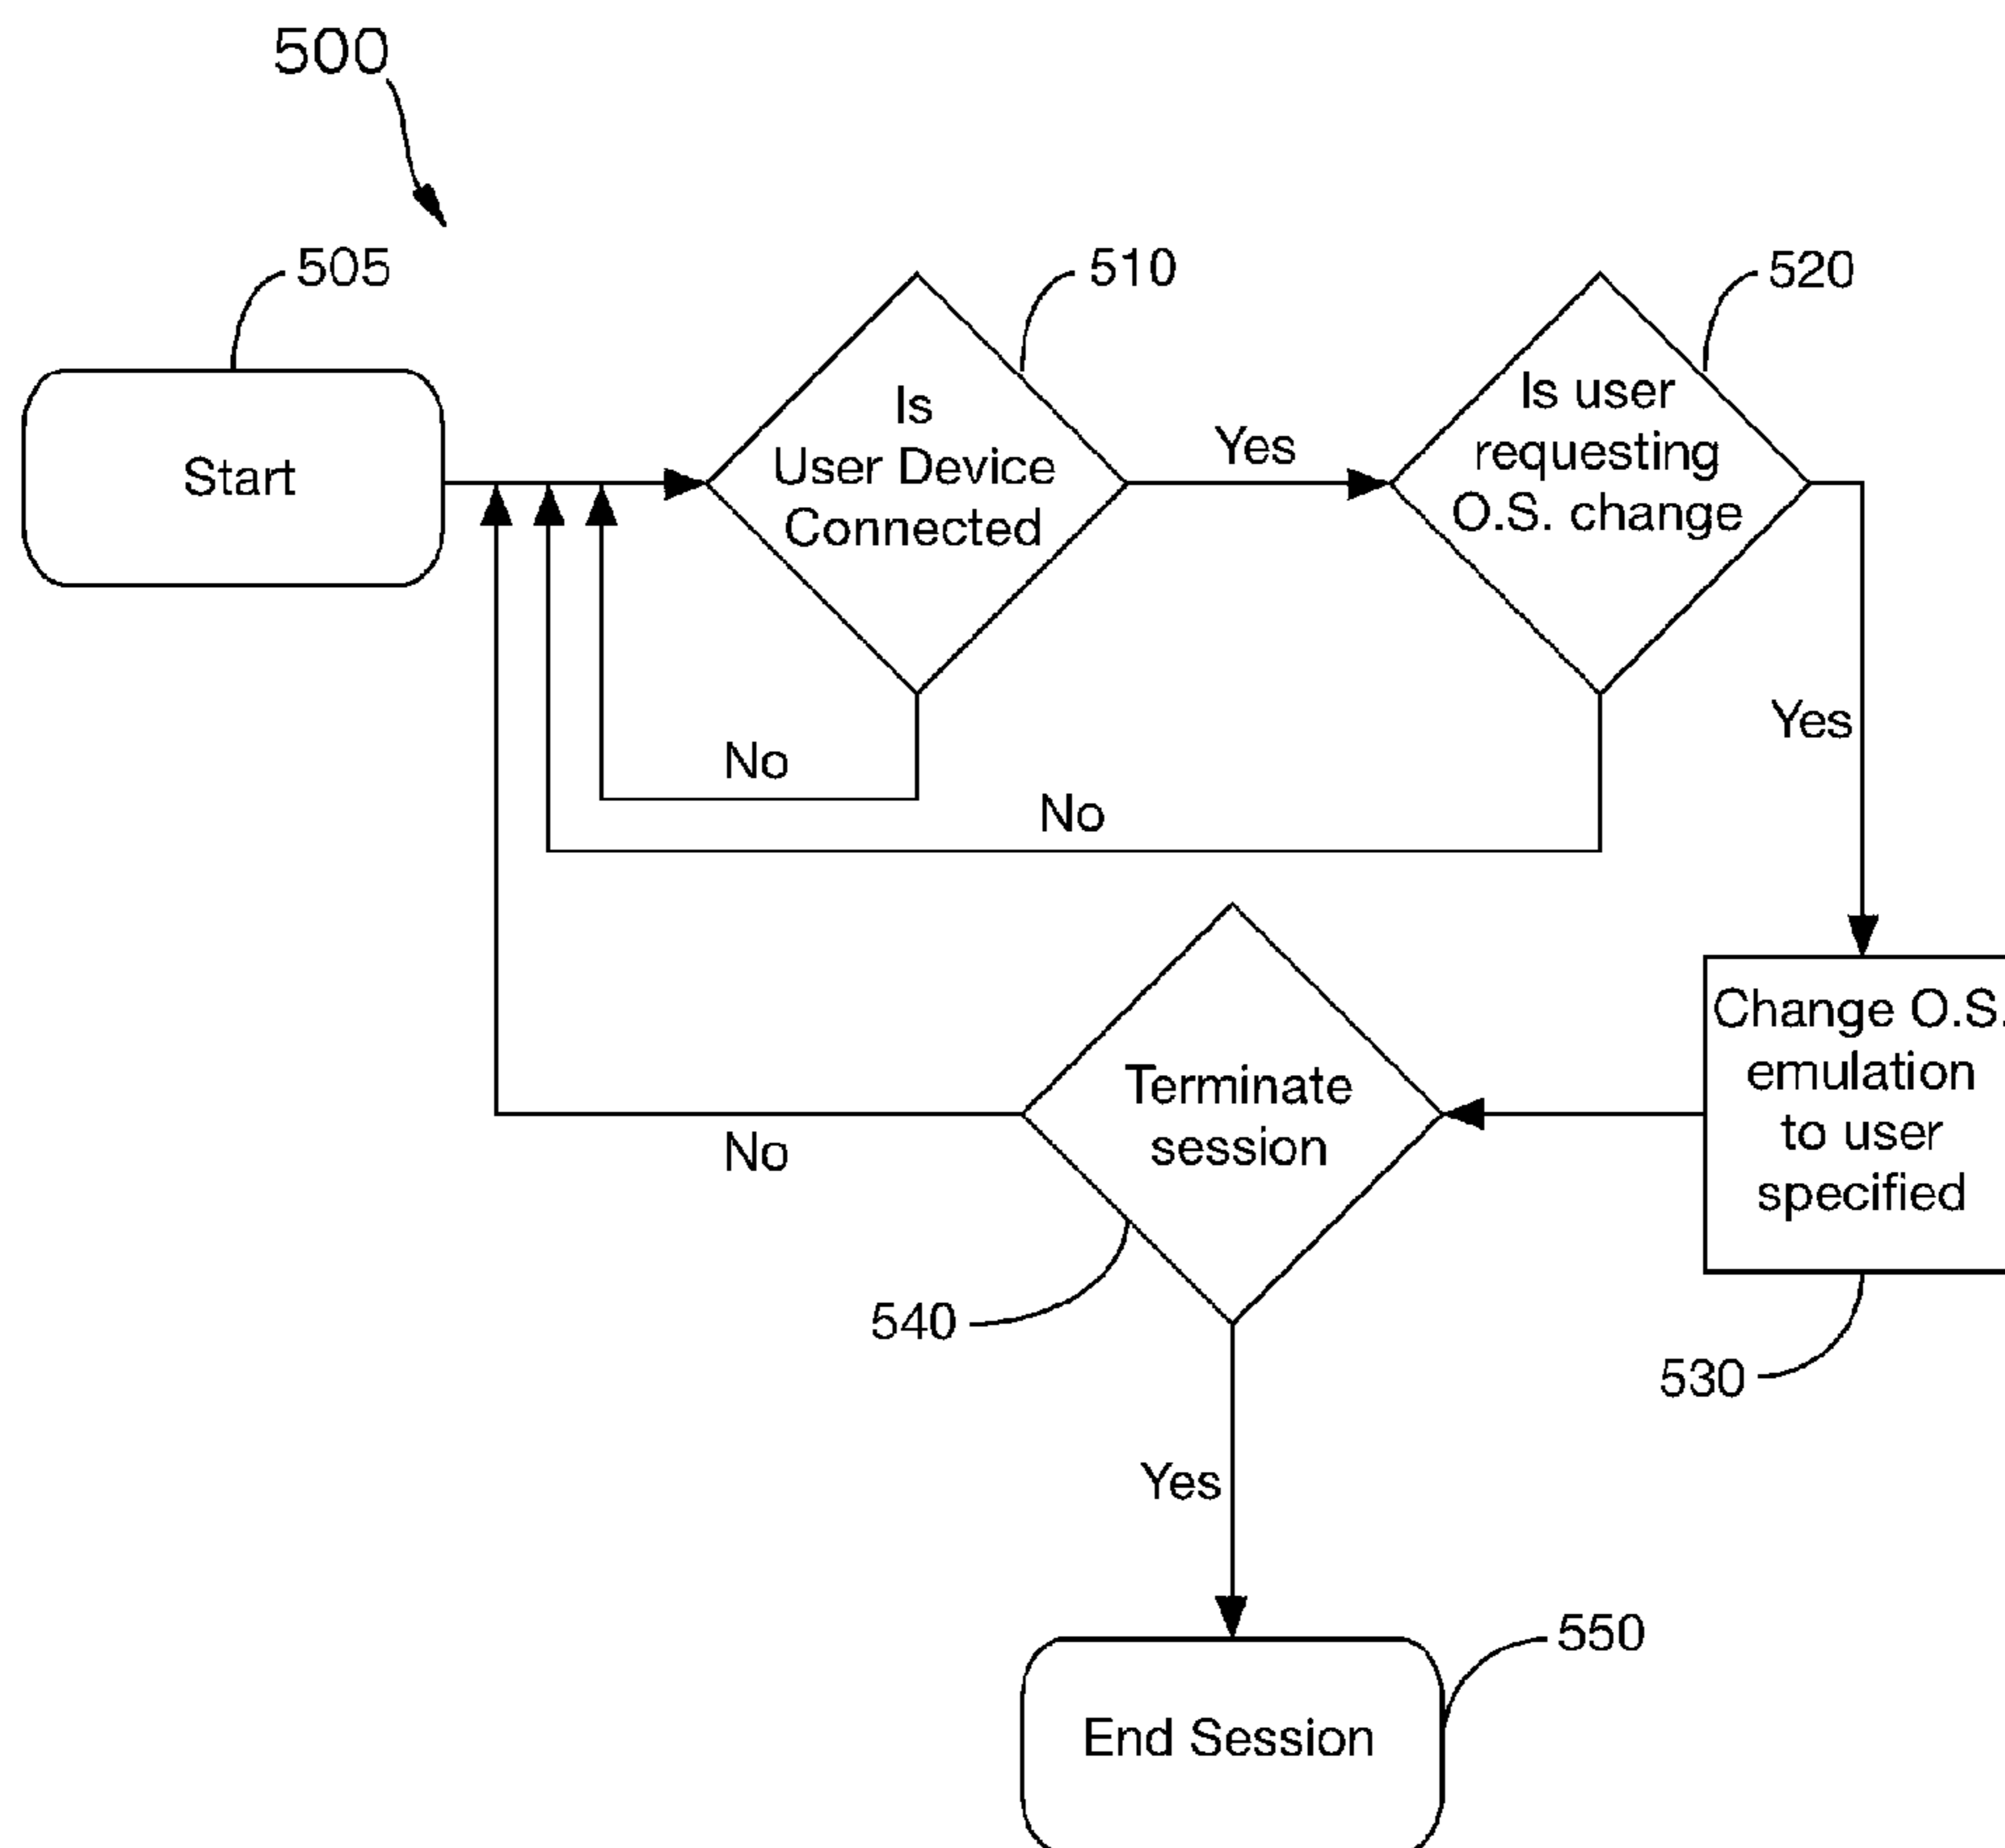 500
505
510
520
Start
Is
User Device
Connected
Yes
Is user
requesting
O.S. change
Yes
No
No
Change O.S.
emulation
to user
specified
Terminate
session
No
540
530
Yes
550
End Session